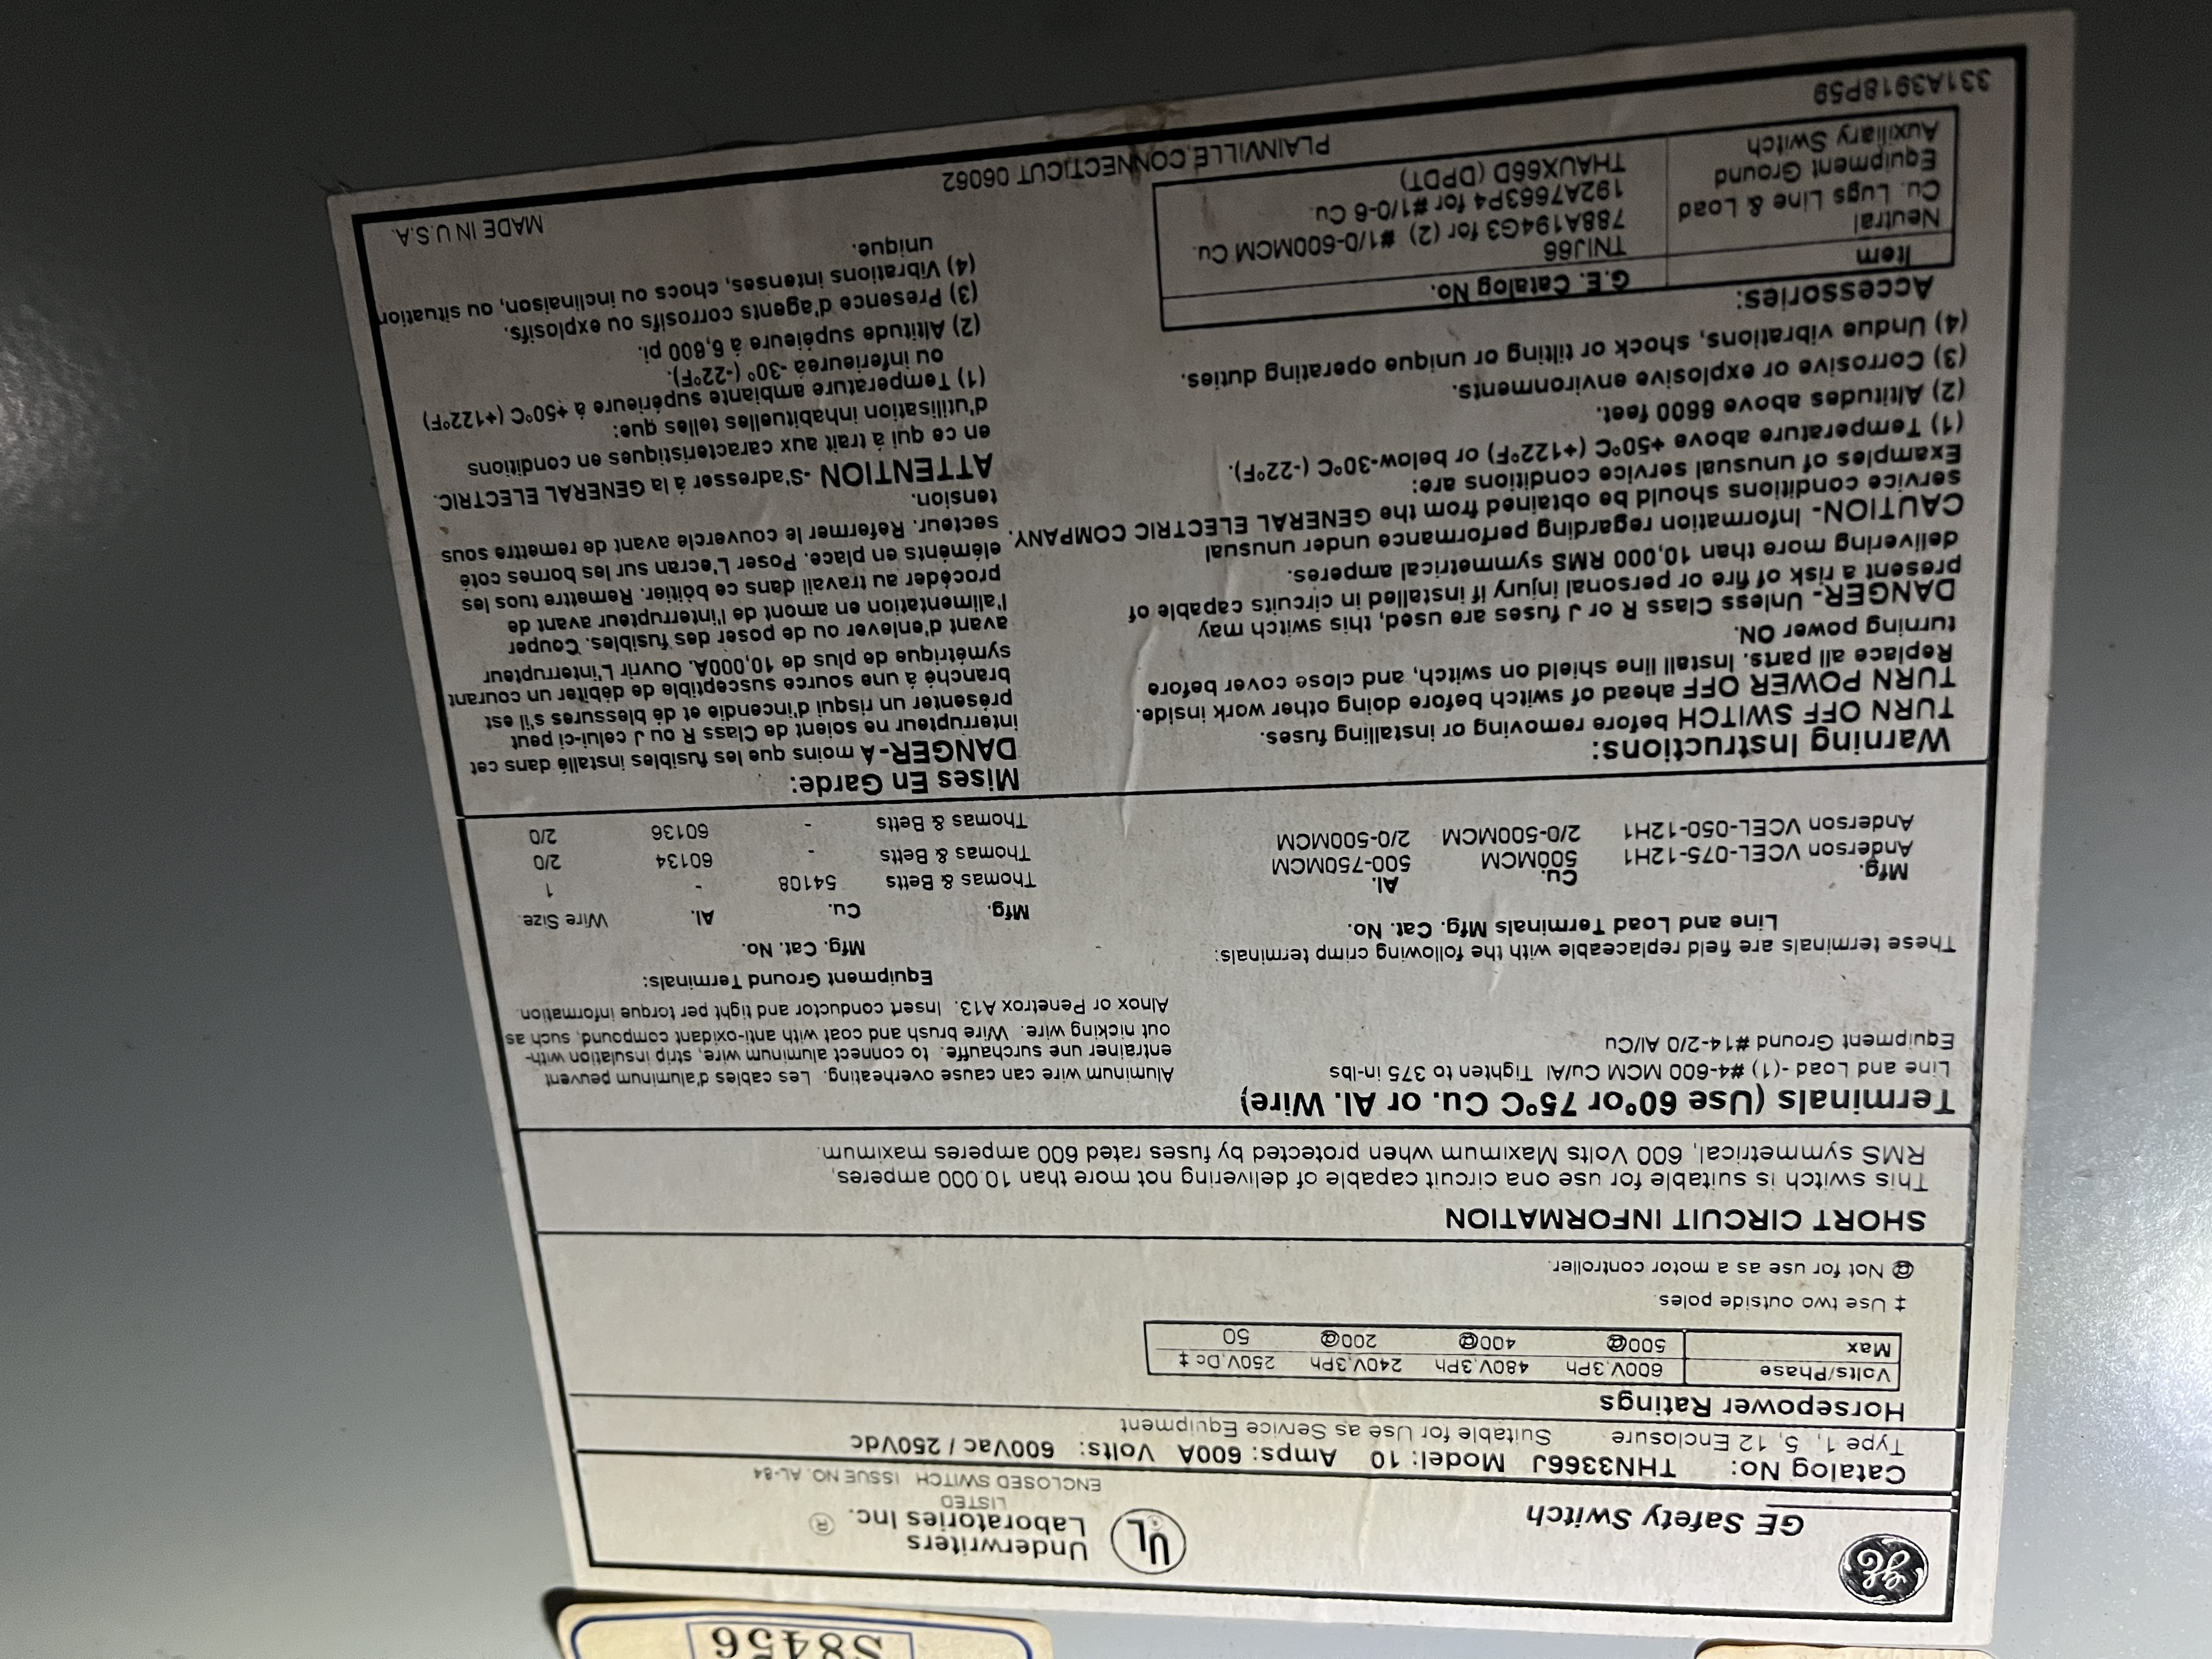 S8456
GE
GE Safety Switch
UL
Underwriters
Laboratories Inc. ®
LISTED
ENCLOSED SWITCH ISSUE NO. AL-84
Catalog No: THN3366J Model: 10 Amps: 600A Volts: 600Vac / 250Vdc
Type 1, 5, 12 Enclosure Suitable for Use as Service Equipment
Horsepower Ratings
Volts/Phase 600V,3Ph 480V,3Ph 240V,3Ph 250V,Dc ‡
Max 500@ 400@ 200@ 50
‡ Use two outside poles.
@ Not for use as a motor controller.
SHORT CIRCUIT INFORMATION
This switch is suitable for use ona circuit capable of delivering not more than 10,000 amperes,
RMS symmetrical, 600 Volts Maximum when protected by fuses rated 600 amperes maximum.
Terminals (Use 60°or 75°C Cu. or Al. Wire)
Line and Load -(1) #4-600 MCM Cu/Al Tighten to 375 in-lbs
Equipment Ground #14-2/0 Al/Cu
These terminals are field replaceable with the following crimp terminals:
Line and Load Terminals Mfg. Cat. No.
Mfg. Cu. Al.
Anderson VCEL-075-12H1 500MCM 500-750MCM
Anderson VCEL-050-12H1 2/0-500MCM 2/0-500MCM
Aluminum wire can cause overheating. Les cables d'aluminum peuvent
entrainer une surchauffe. to connect aluminum wire, strip insulation with-
out nicking wire. Wire brush and coat with anti-oxidant compound, such as
Alnox or Penetrox A13. Insert conductor and tight per torque information.
Equipment Ground Terminals:
Mfg. Cat. No.
Mfg. Cu. Al. Wire Size.
Thomas & Betts 54108 - 1
Thomas & Betts - 60134 2/0
Thomas & Betts - 60136 2/0
Warning Instructions:
TURN OFF SWITCH before removing or installing fuses.
TURN POWER OFF ahead of switch before doing other work inside.
Replace all parts. Install line shield on switch, and close cover before
turning power ON.
DANGER- Unless Class R or J fuses are used, this switch may
present a risk of fire or personal injury if installed in circuits capable of
delivering more than 10,000 RMS symmetrical amperes.
CAUTION- Information regarding performance under unusual
service conditions should be obtained from the GENERAL ELECTRIC COMPANY.
Examples of unusual service conditions are:
(1) Temperature above +50°C (+122°F) or below-30°C (-22°F).
(2) Altitudes above 6600 feet.
(3) Corrosive or explosive environments.
(4) Undue vibrations, shock or tilting or unique operating duties.
Accessories:
Item G.E. Catalog No.
Neutral TNIJ66
Cu. Lugs Line & Load 788A194G3 for (2) #1/0-600MCM Cu.
Equipment Ground 192A7663P4 for #1/0-6 Cu.
Auxiliary Switch THAUX66D (DPDT)
Mises En Garde:
DANGER-À moins que les fusibles installé dans cet
interrupteur ne soient de Class R ou J celui-ci peut
présenter un risqui d'incendie et dé blessures s'il est
branché à une source susceptible de débiter un courant
symétrique de plus de 10,000A. Ouvrir L'interrupteur
avant d'enlever ou de poser des fusibles. Couper
l'alimentation en amont de l'interrupteur avant de
procéder au travail dans ce bôitier. Remettre tuos les
eléménts en place. Poser L'ecran sur les bornes coté
secteur. Refermer le couvercle avant de remettre sous
tension.
ATTENTION -S'adresser à la GENERAL ELECTRIC.
en ce qui à trait aux caracteristiques en conditions
d'utilisation inhabituelles telles que:
(1) Temperature ambiante supérieure à +50°C (+122°F)
ou inferieureà -30° (-22°F).
(2) Altitude supéieure à 6,600 pi.
(3) Presence d'agents corrosifs ou explosifs.
(4) Vibrations intenses, chocs ou inclinaison, ou situation
unique.
331A3918P59
PLAINVILLE,CONNECTICUT 06062
MADE IN U.S.A.